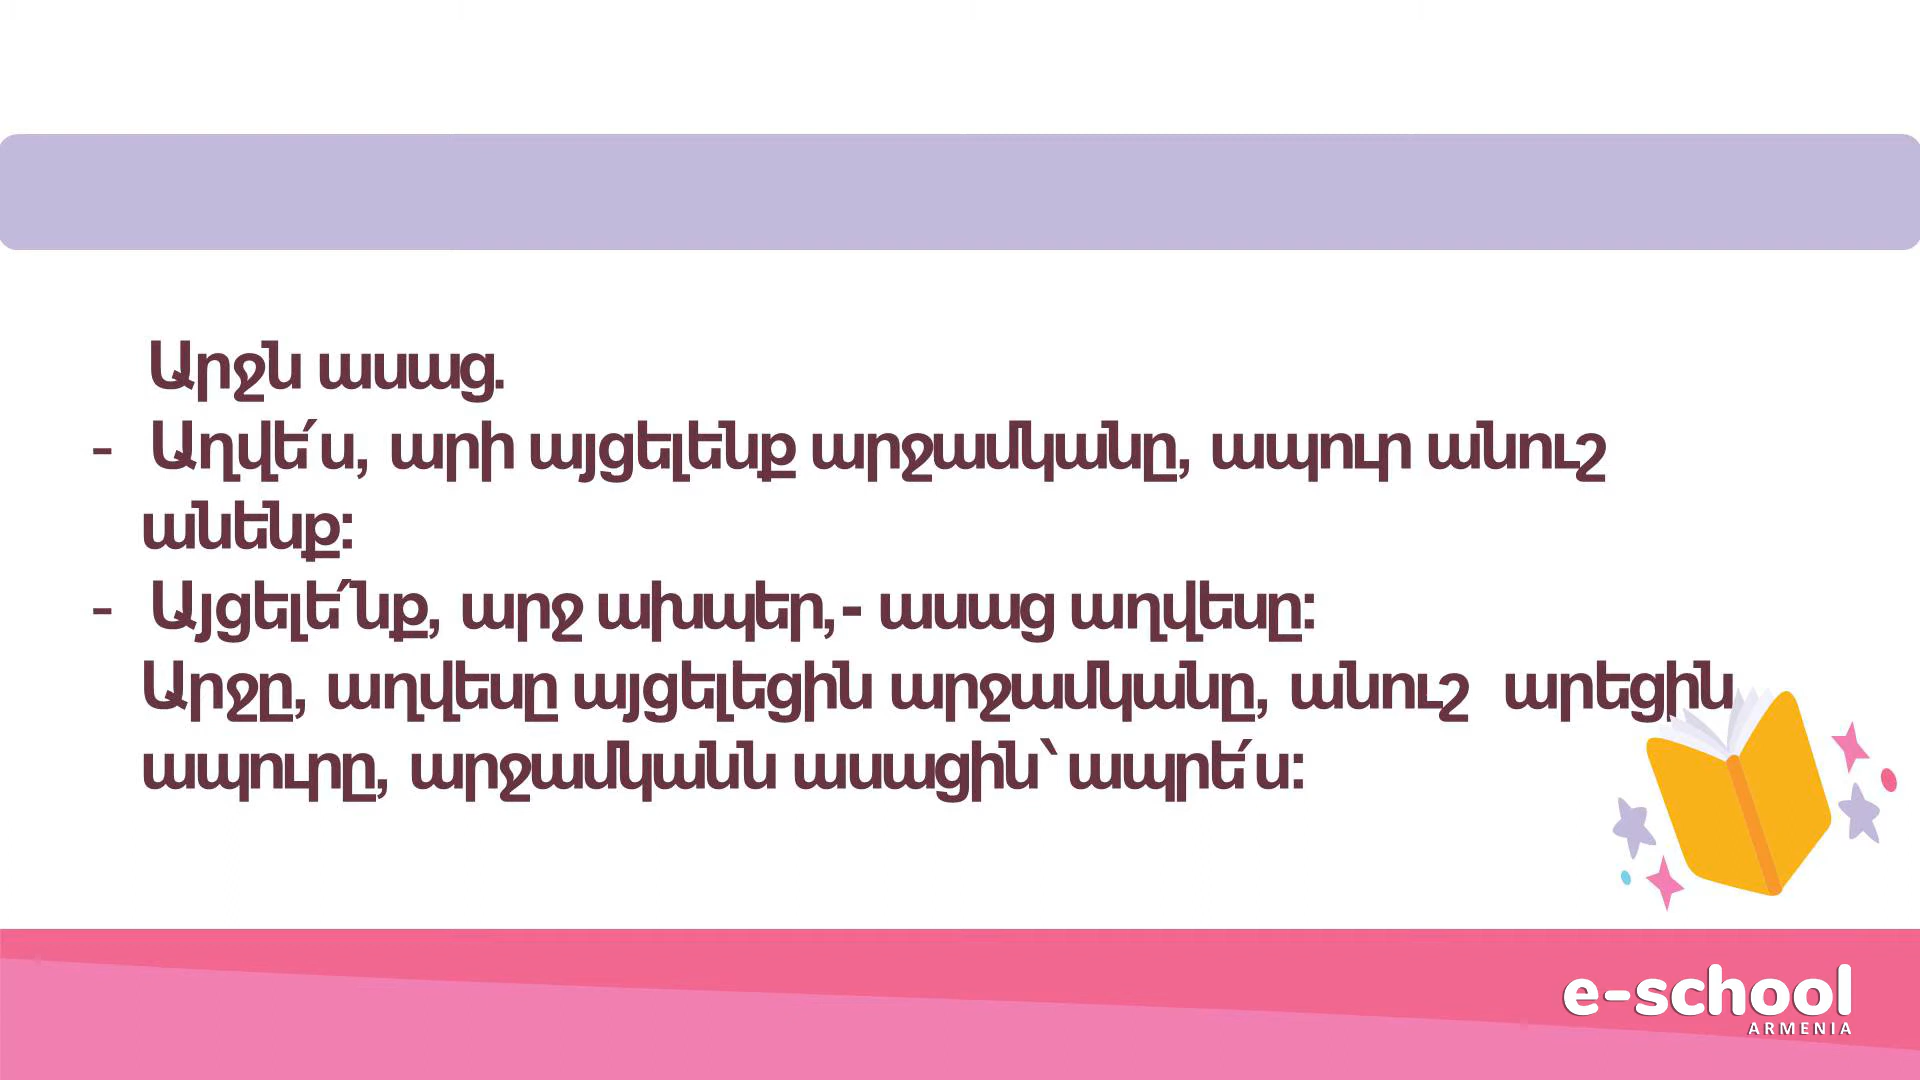 Արջն ասաց.
- Աղվե՛ս, արի այցելենք արջամկանը, ապուր անուշ
անենք:
- Այցելե՛նք, արջ ախպեր,- ասաց աղվեսը:
Արջը, աղվեսը այցելեցին արջամկանը, անուշ արեցին
ապուրը, արջամկանն ասացին՝ ապրե՛ս:
e-school
ARMENIA